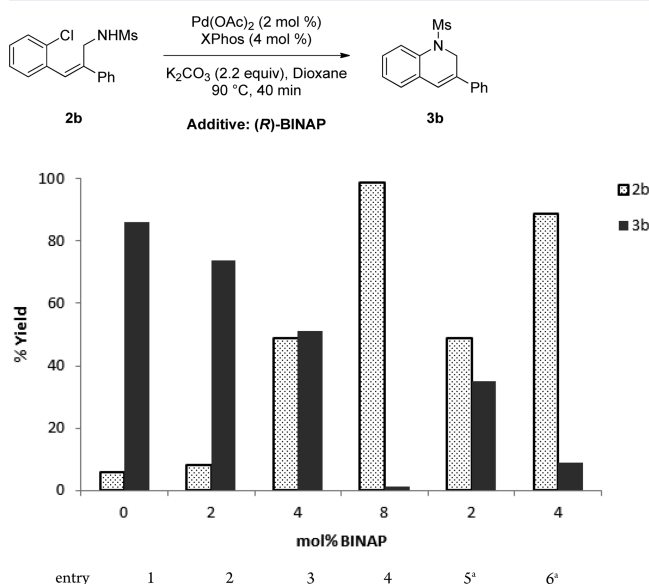 Cl
NHMs
Ph
2b
Pd(OAc)₂ (2 mol %)
XPhos (4 mol %)
K₂CO₃ (2.2 equiv), Dioxane
90 °C, 40 min
Additive: (R)-BINAP
Ms
N
Ph
3b
100
80
60
40
20
0
% Yield
2b
3b
0 2 4 8 2 4
mol% BINAP
entry 1 2 3 4 5ᵃ 6ᵃ